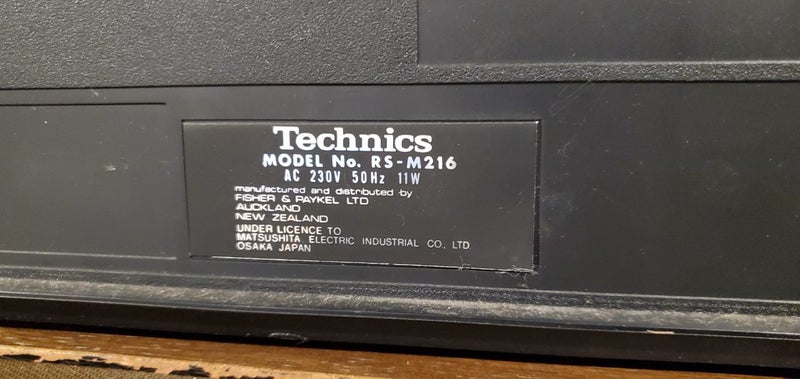 Technics
MODEL No. RS-M216
AC 230V 50Hz 11W
manufactured and distributed by
FISHER & PAYKEL LTD
AUCKLAND
NEW ZEALAND
UNDER LICENCE TO
MATSUSHITA ELECTRIC INDUSTRIAL CO., LTD
OSAKA JAPAN